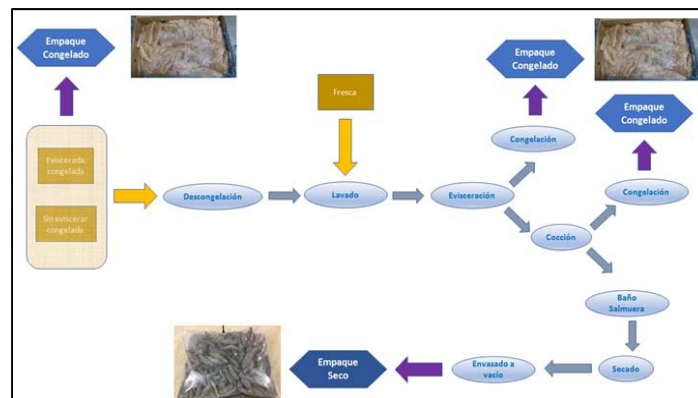 Empaque
Congelado
Eviscerada
congelada
Sin eviscerar
congelada
Descongelación
Fresca
Lavado
Evisceración
Congelación
Empaque
Congelado
Cocción
Congelación
Empaque
Congelado
Baño
Salmuera
Secado
Envasado a
vacío
Empaque
Seco